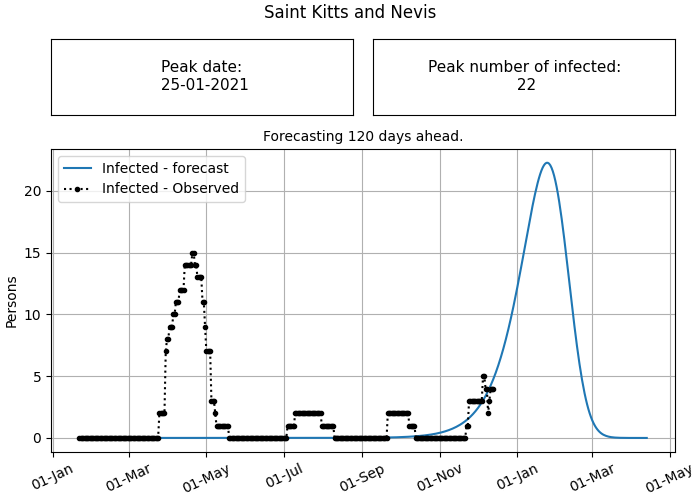 Saint Kitts and Nevis
Peak date:
25-01-2021
Peak number of infected:
22
Forecasting 120 days ahead.
Infected - forecast
Infected - Observed
Persons
20
15
10
5
0
01-Jan
01-Mar
01-May
01-Jul
01-Sep
01-Nov
01-Jan
01-Mar
01-May